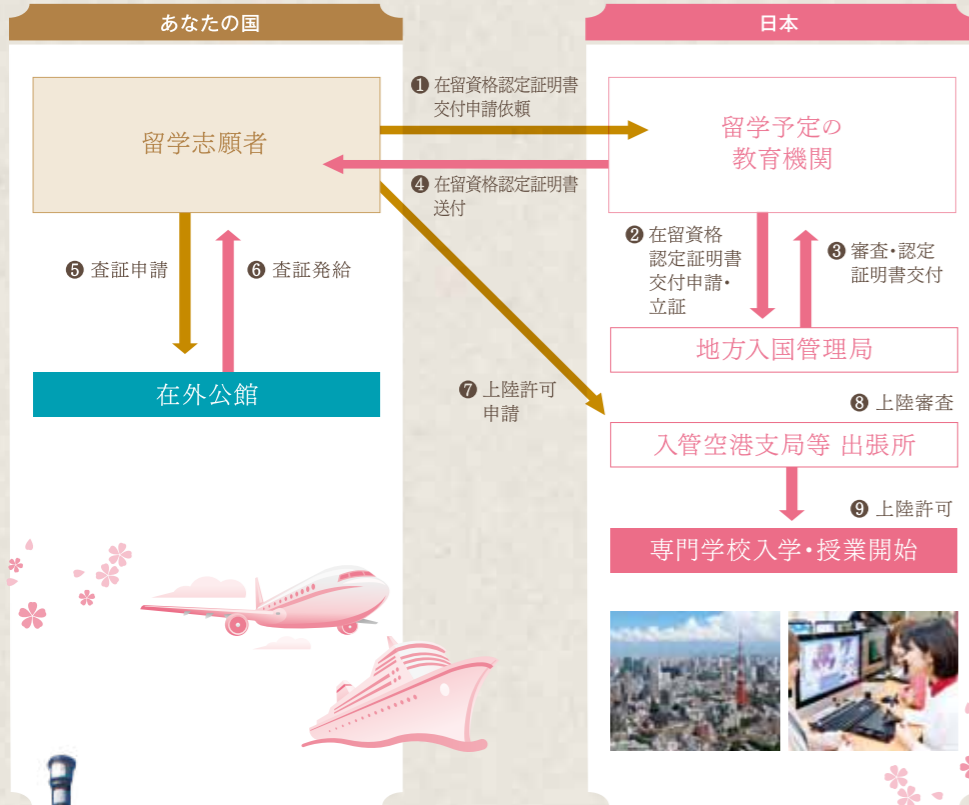 あなたの国
日本
留学志願者
❶ 在留資格認定証明書
交付申請依頼
留学予定の
教育機関
❹ 在留資格認定証明書
送付
❷ 在留資格
認定証明書
交付申請・
立証
❸ 審査・認定
証明書交付
❺ 査証申請
❻ 査証発給
地方入国管理局
在外公館
❼ 上陸許可
申請
❽ 上陸審査
入管空港支局等 出張所
❾ 上陸許可
専門学校入学・授業開始